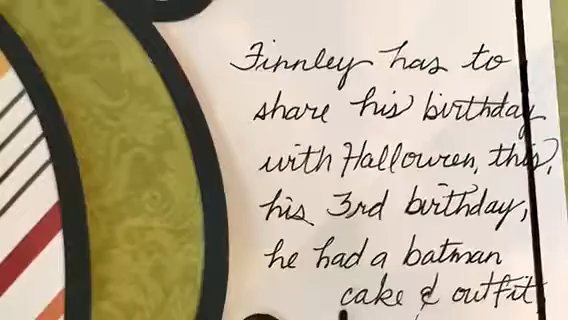 Finnley has to
share his birthday
with Halloween, this,
his 3rd birthday,
he had a batman
cake & outfit